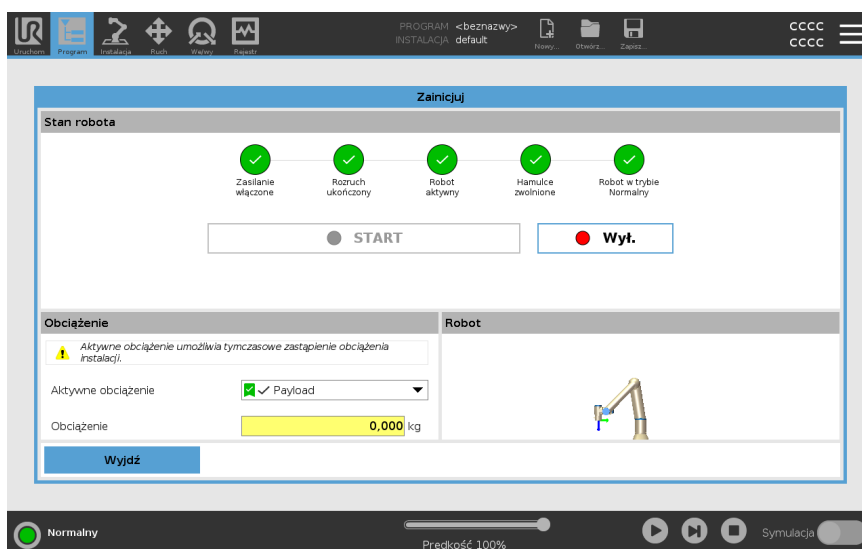 PROGRAM <beznazwy>
INSTALACJA default
CCCC
CCCC
Uruchom Program Instalacja Ruch We/wy Rejestr Nowy... Otwórz... Zapisz...
Zainicjuj
Stan robota
Zasilanie
włączone
Rozruch
ukończony
Robot
aktywny
Hamulce
zwolnione
Robot w trybie
Normalny
START
Wył.
Obciążenie
Robot
Aktywne obciążenie umożliwia tymczasowe zastąpienie obciążenia
instalacji.
Aktywne obciążenie
Payload
Obciążenie
0,000 kg
Wyjdź
Normalny
Prędkość 100%
Symulacja